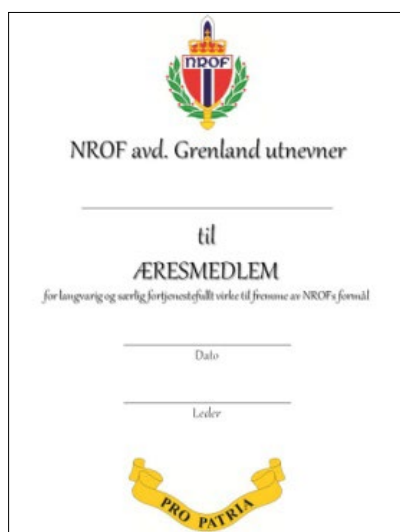 NROF
NROF avd. Grenland utnevner
til
ÆRESMEDLEM
for langvarig og særlig fortjenestefullt virke til fremme av NROFs formål
Dato
Leder
PRO PATRIA